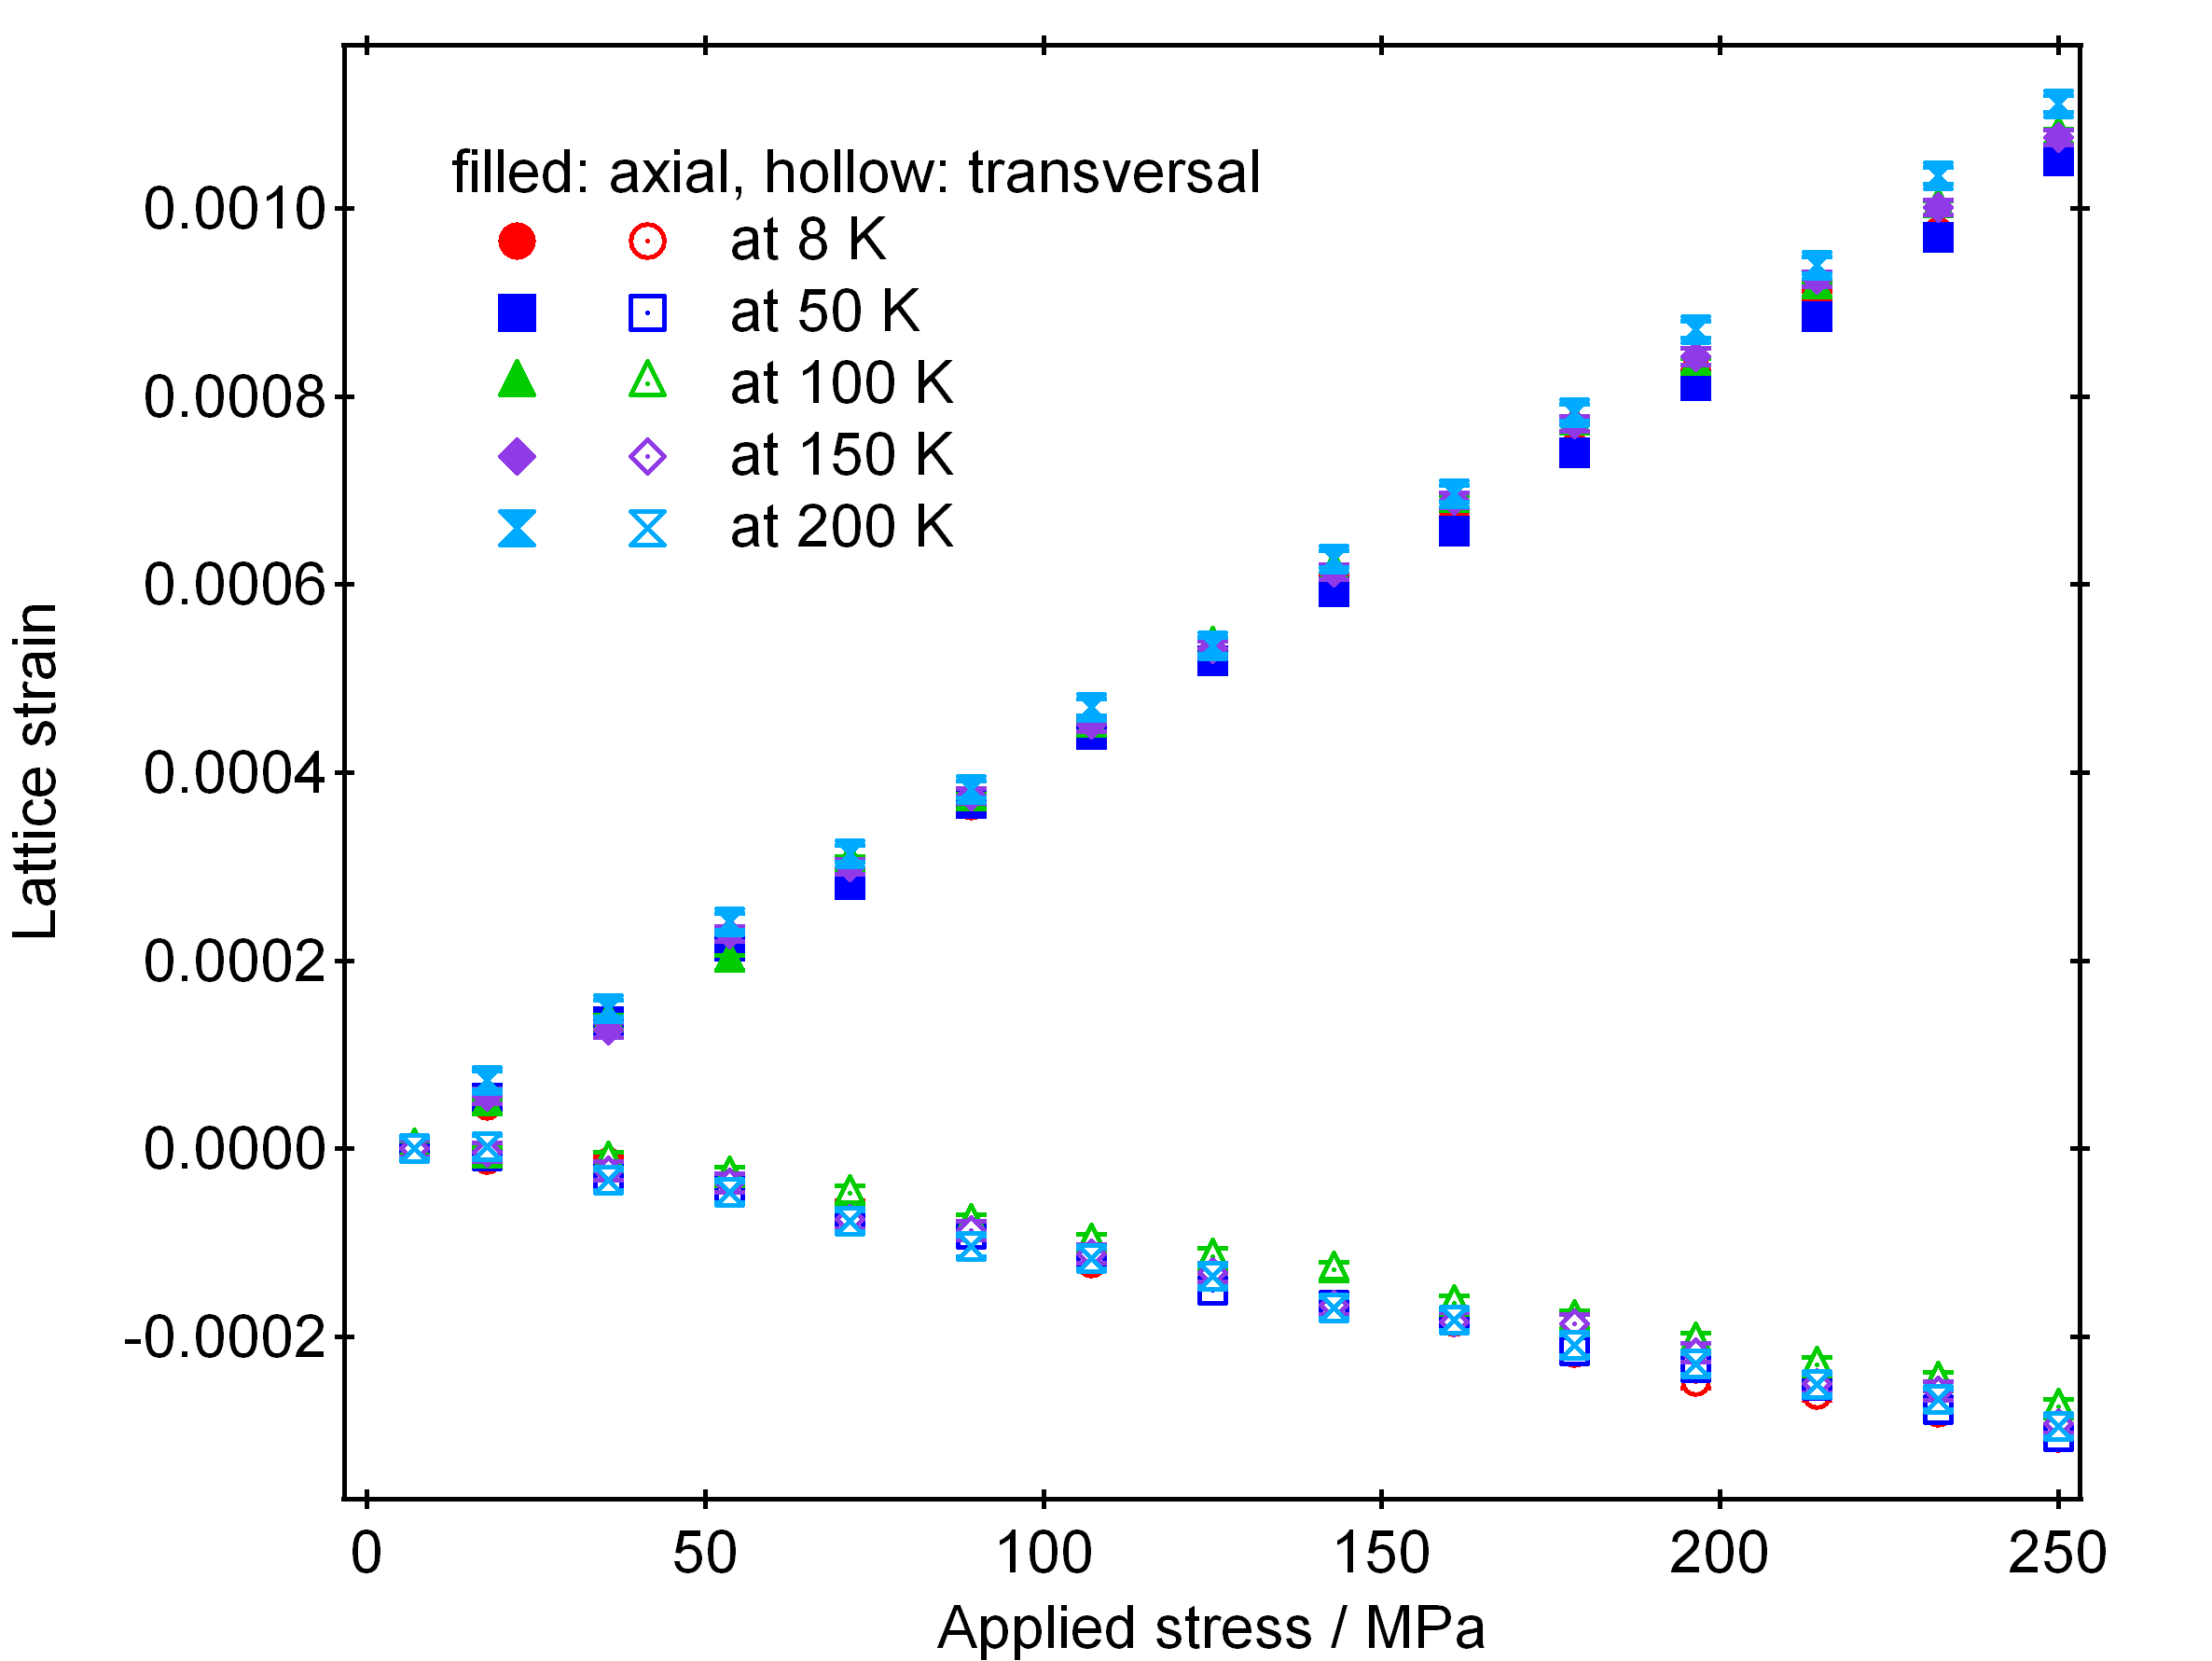 filled: axial, hollow: transversal
at 8 K
at 50 K
at 100 K
at 150 K
at 200 K
0.0010
0.0008
0.0006
0.0004
0.0002
0.0000
-0.0002
Lattice strain
0 50 100 150 200 250
Applied stress / MPa